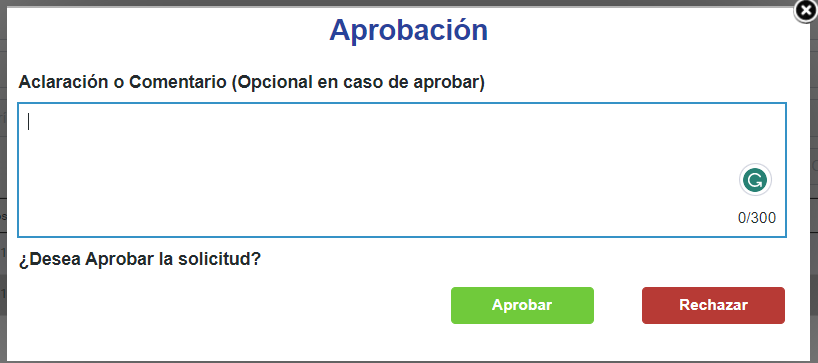 Aprobación
Aclaración o Comentario (Opcional en caso de aprobar)
0/300
¿Desea Aprobar la solicitud?
Aprobar
Rechazar